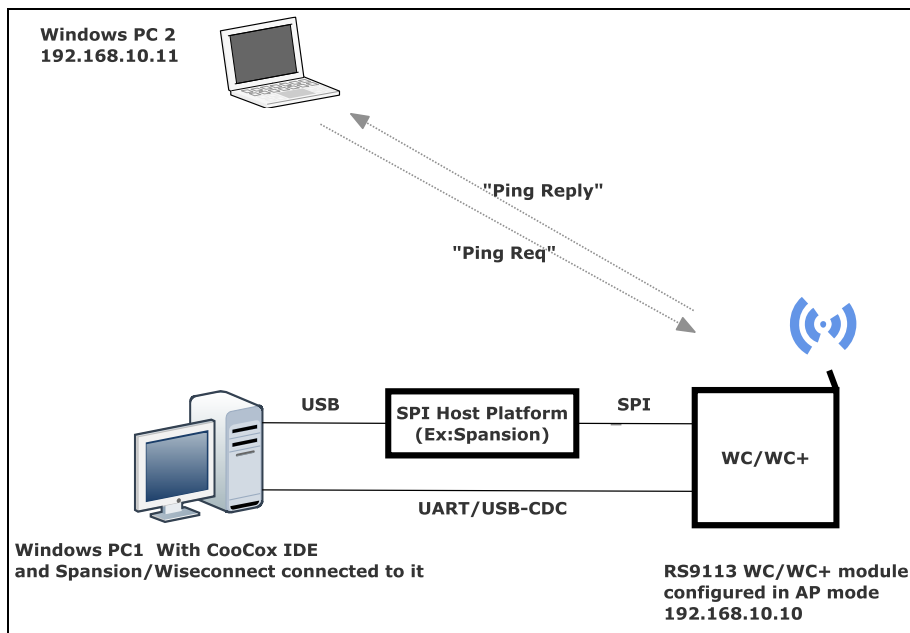 Windows PC 2
192.168.10.11
"Ping Reply"
"Ping Req"
USB
SPI Host Platform
(Ex:Spansion)
SPI
WC/WC+
UART/USB-CDC
Windows PC1  With CooCox IDE
and Spansion/Wiseconnect connected to it
RS9113 WC/WC+ module
configured in AP mode
192.168.10.10